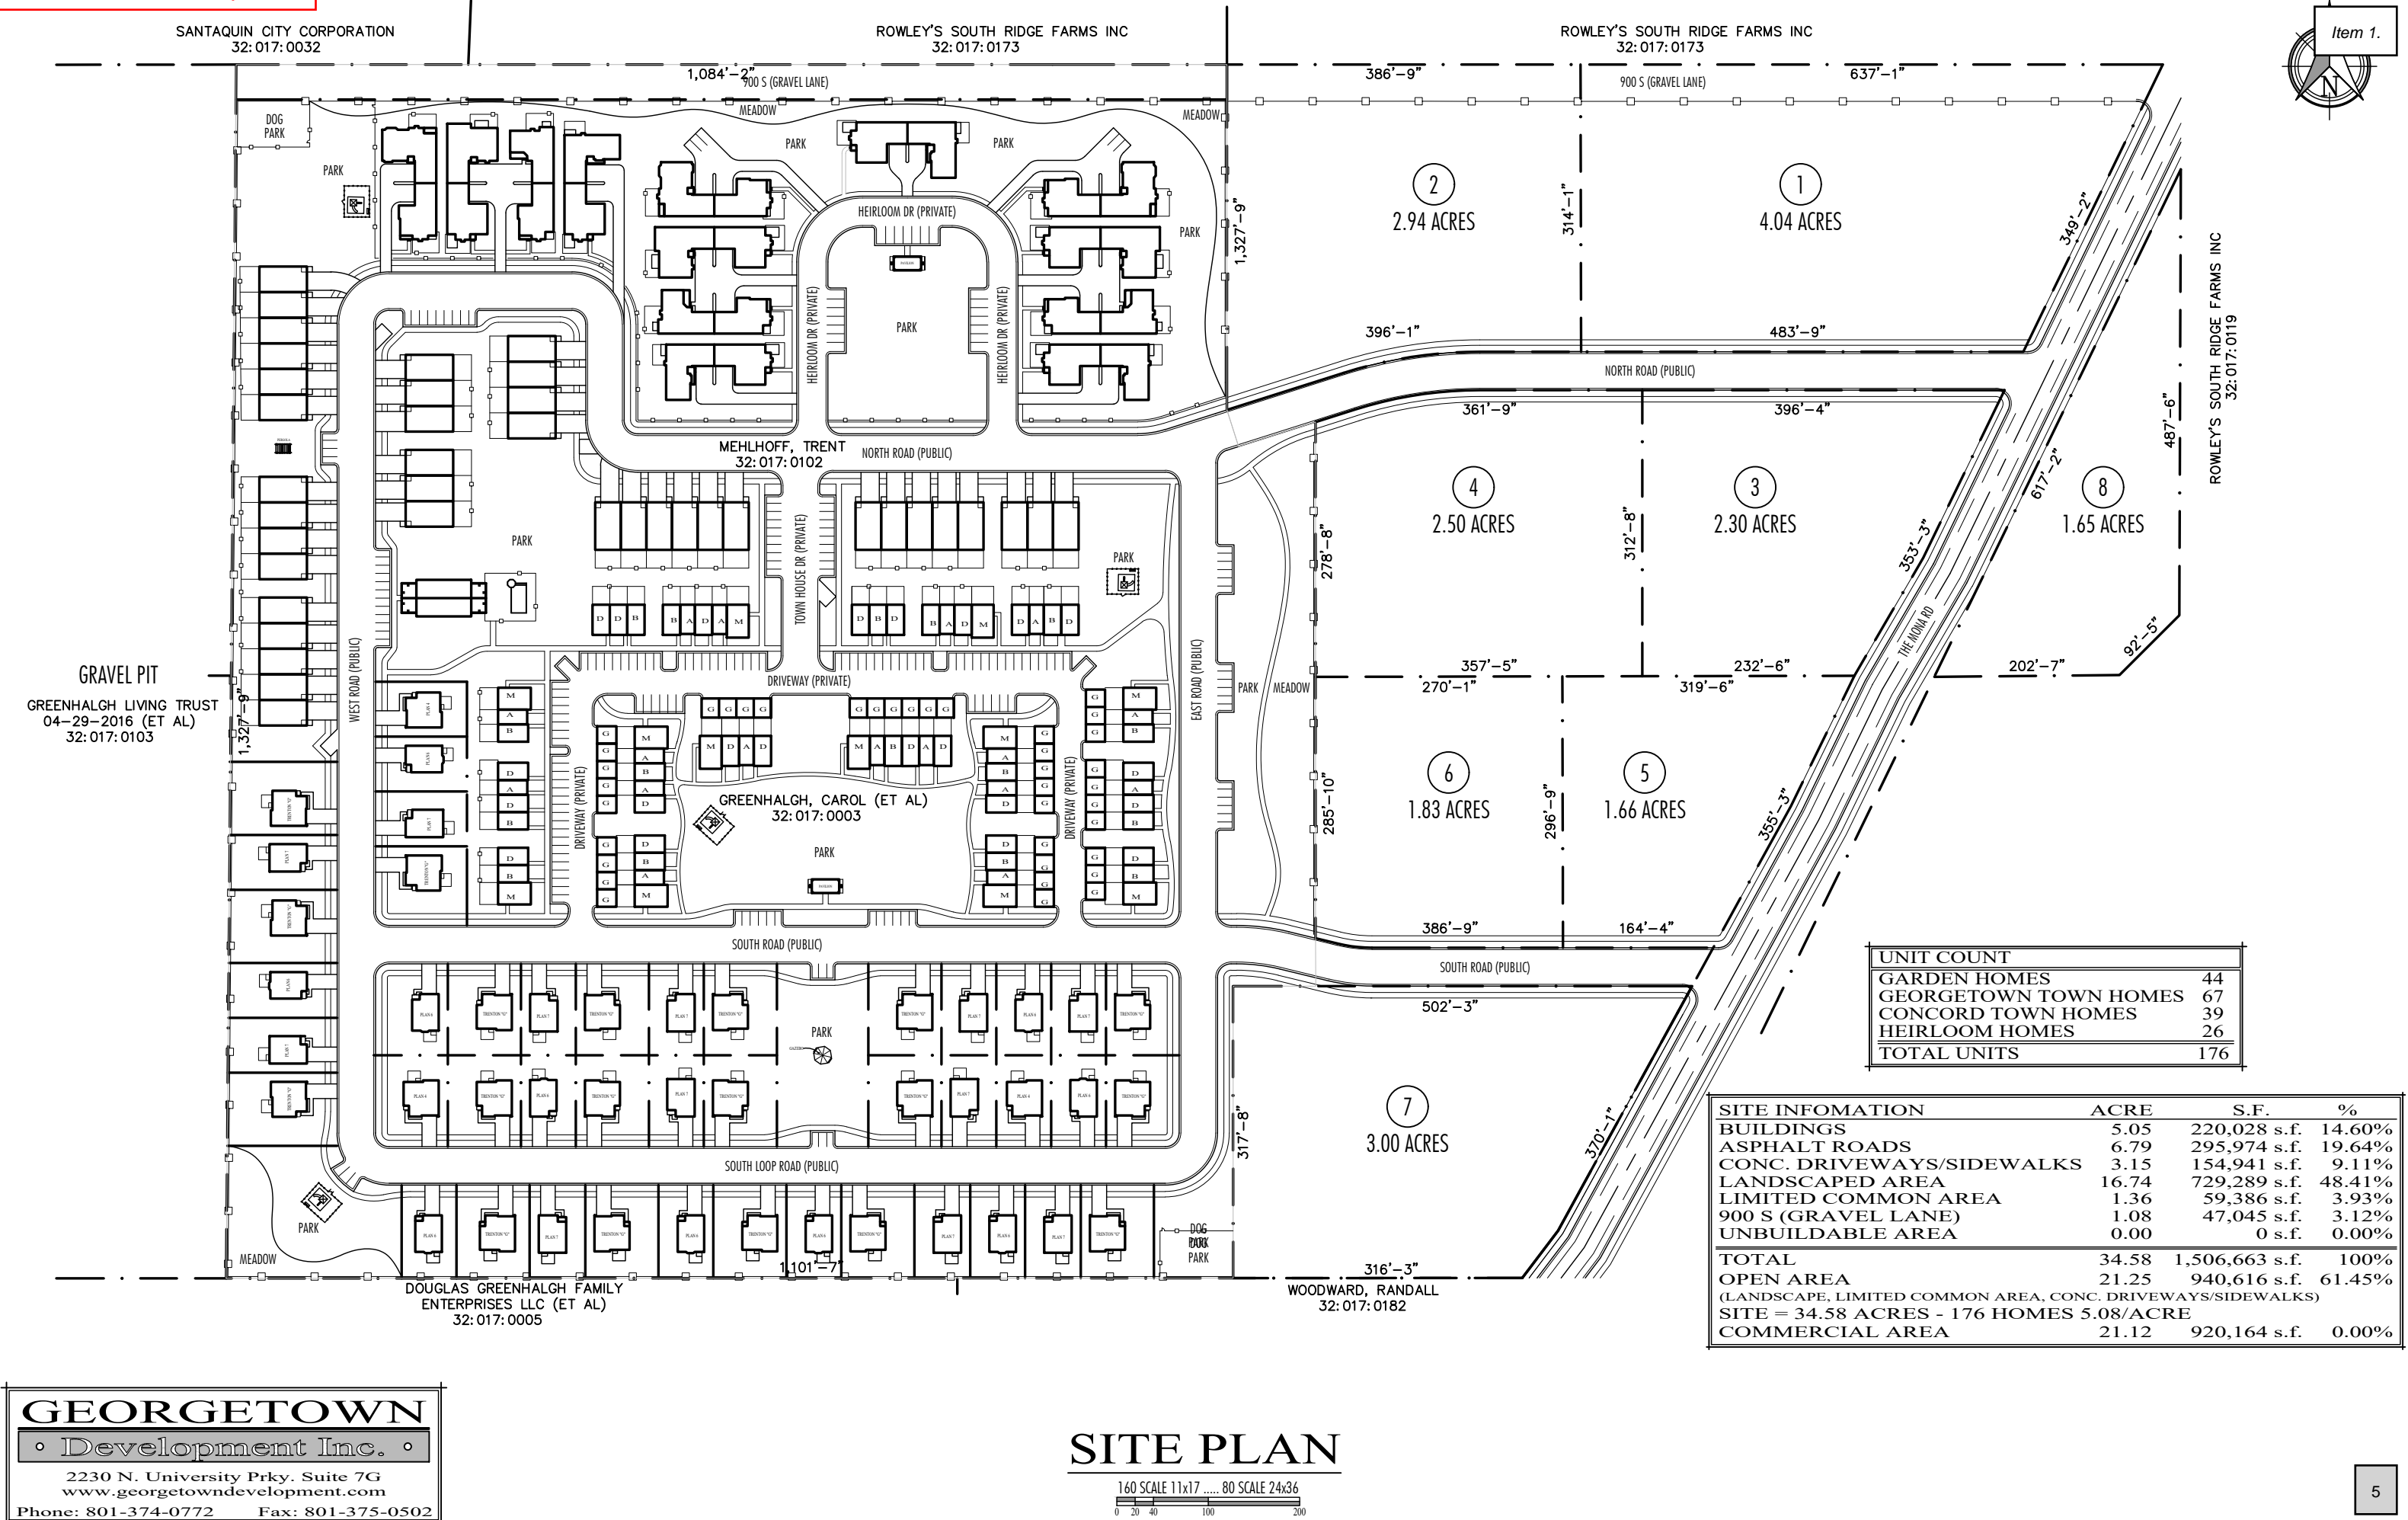 SANTAQUIN CITY CORPORATION
32:017:0032
ROWLEY'S SOUTH RIDGE FARMS INC
32:017:0173
ROWLEY'S SOUTH RIDGE FARMS INC
32:017:0173
Item 1.
N
1,084'-2"
900 S (GRAVEL LANE)
386'-9"
900 S (GRAVEL LANE)
637'-1"
DOG
PARK
MEADOW
MEADOW
PARK
PARK
PARK
PARK
HEIRLOOM DR (PRIVATE)
HEIRLOOM DR (PRIVATE)
HEIRLOOM DR (PRIVATE)
PARK
1,327'-9"
2
2.94 ACRES
314'-1"
1
4.04 ACRES
349'-2"
ROWLEY'S SOUTH RIDGE FARMS INC
32:017:0119
396'-1"
483'-9"
NORTH ROAD (PUBLIC)
361'-9"
396'-4"
487'-6"
MEHLHOFF, TRENT
32:017:0102
NORTH ROAD (PUBLIC)
4
2.50 ACRES
3
2.30 ACRES
8
1.65 ACRES
617'-2"
278'-8"
312'-8"
353'-3"
THE MONA RD
92'-5"
PARK
TOWN HOUSE DR (PRIVATE)
PARK
D D B
B A D A M
D B D
B A D M
D A B D
GRAVEL PIT
GREENHALGH LIVING TRUST
04-29-2016 (ET AL)
32:017:0103
1,327'-9"
WEST ROAD (PUBLIC)
DRIVEWAY (PRIVATE)
EAST ROAD (PUBLIC)
PARK
MEADOW
357'-5"
232'-6"
202'-7"
270'-1"
319'-6"
G G G G
G G G G G G
M D A D
M A B D A D
DRIVEWAY (PRIVATE)
DRIVEWAY (PRIVATE)
GREENHALGH, CAROL (ET AL)
32:017:0003
PARK
285'-10"
6
1.83 ACRES
296'-9"
5
1.66 ACRES
355'-3"
386'-9"
164'-4"
SOUTH ROAD (PUBLIC)
SOUTH ROAD (PUBLIC)
502'-3"
PARK
7
3.00 ACRES
317'-8"
370'-1"
SOUTH LOOP ROAD (PUBLIC)
PARK
MEADOW
DOG
PARK
PARK
1,101'-7"
316'-3"
DOUGLAS GREENHALGH FAMILY
ENTERPRISES LLC (ET AL)
32:017:0005
WOODWARD, RANDALL
32:017:0182
UNIT COUNT
GARDEN HOMES 44
GEORGETOWN TOWN HOMES 67
CONCORD TOWN HOMES 39
HEIRLOOM HOMES 26
TOTAL UNITS 176
SITE INFOMATION ACRE S.F. %
BUILDINGS 5.05 220,028 s.f. 14.60%
ASPHALT ROADS 6.79 295,974 s.f. 19.64%
CONC. DRIVEWAYS/SIDEWALKS 3.15 154,941 s.f. 9.11%
LANDSCAPED AREA 16.74 729,289 s.f. 48.41%
LIMITED COMMON AREA 1.36 59,386 s.f. 3.93%
900 S (GRAVEL LANE) 1.08 47,045 s.f. 3.12%
UNBUILDABLE AREA 0.00 0 s.f. 0.00%
TOTAL 34.58 1,506,663 s.f. 100%
OPEN AREA 21.25 940,616 s.f. 61.45%
(LANDSCAPE, LIMITED COMMON AREA, CONC. DRIVEWAYS/SIDEWALKS)
SITE = 34.58 ACRES - 176 HOMES 5.08/ACRE
COMMERCIAL AREA 21.12 920,164 s.f. 0.00%
GEORGETOWN
Development Inc.
2230 N. University Prky. Suite 7G
www.georgetowndevelopment.com
Phone: 801-374-0772 Fax: 801-375-0502
SITE PLAN
160 SCALE 11x17 ..... 80 SCALE 24x36
0 20 40 100 200
5